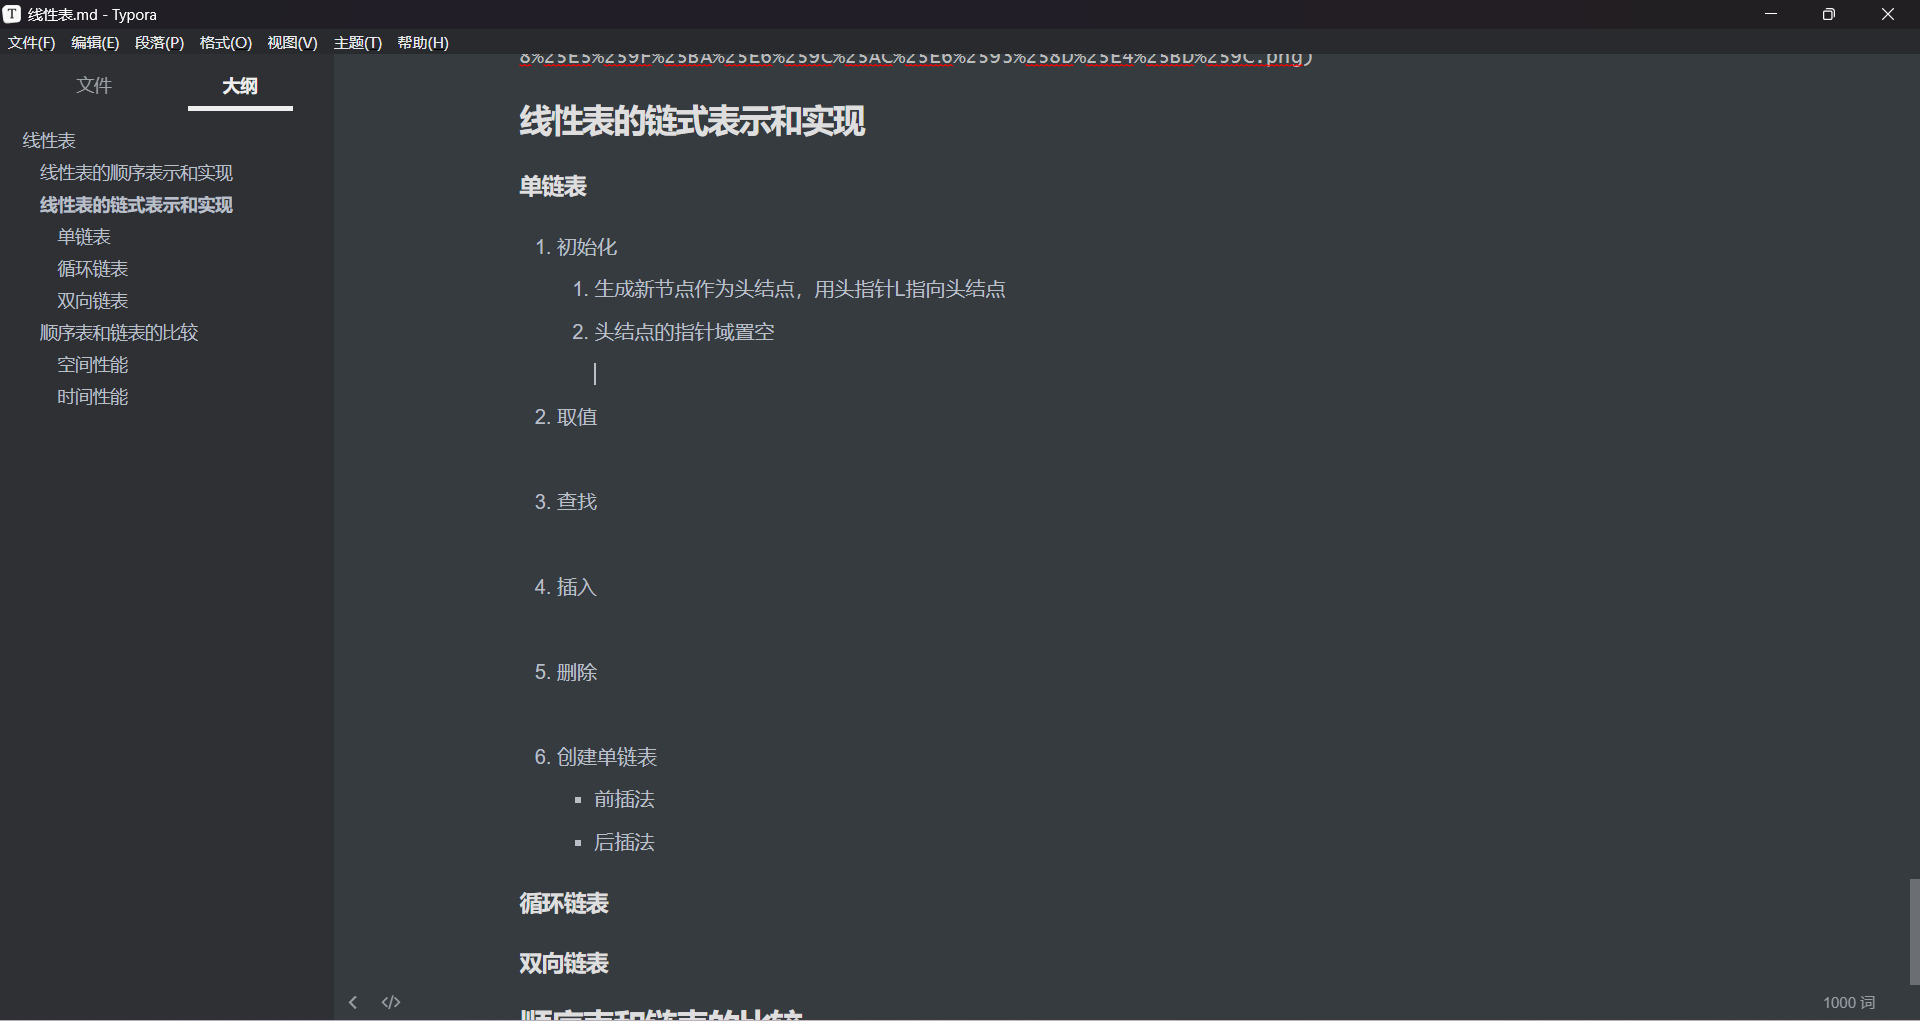 线性表.md - Typora
文件(F) 编辑(E) 段落(P) 格式(O) 视图(V) 主题(T) 帮助(H)
文件 大纲
线性表
线性表的顺序表示和实现
线性表的链式表示和实现
单链表
循环链表
双向链表
顺序表和链表的比较
空间性能
时间性能
8%25E5%259F%25BA%25E6%259C%25AC%25E6%2593%258D%25E4%25BD%259C.png)
线性表的链式表示和实现
单链表
1. 初始化
1. 生成新节点作为头结点，用头指针L指向头结点
2. 头结点的指针域置空
2. 取值
3. 查找
4. 插入
5. 删除
6. 创建单链表
▪ 前插法
▪ 后插法
循环链表
双向链表
顺序表和链表的比较
1000 词